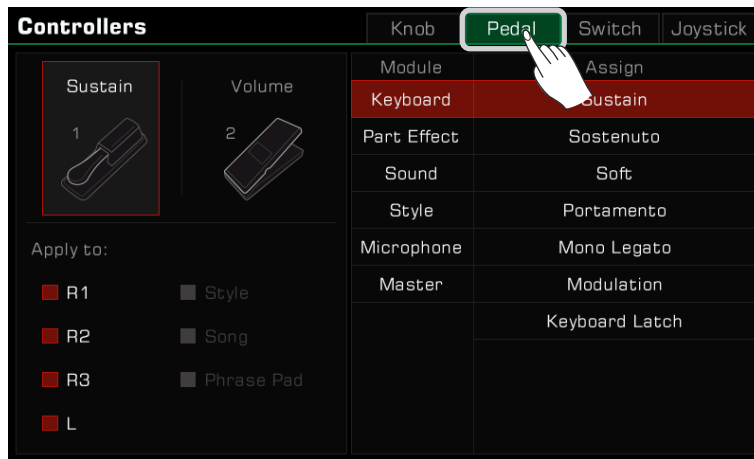 Controllers
Knob Pedal Switch Joystick
Sustain Volume
1 2
Apply to:
R1 Style
R2 Song
R3 Phrase Pad
L
Module Assign
Keyboard Sustain
Part Effect Sostenuto
Sound Soft
Style Portamento
Microphone Mono Legato
Master Modulation
Keyboard Latch